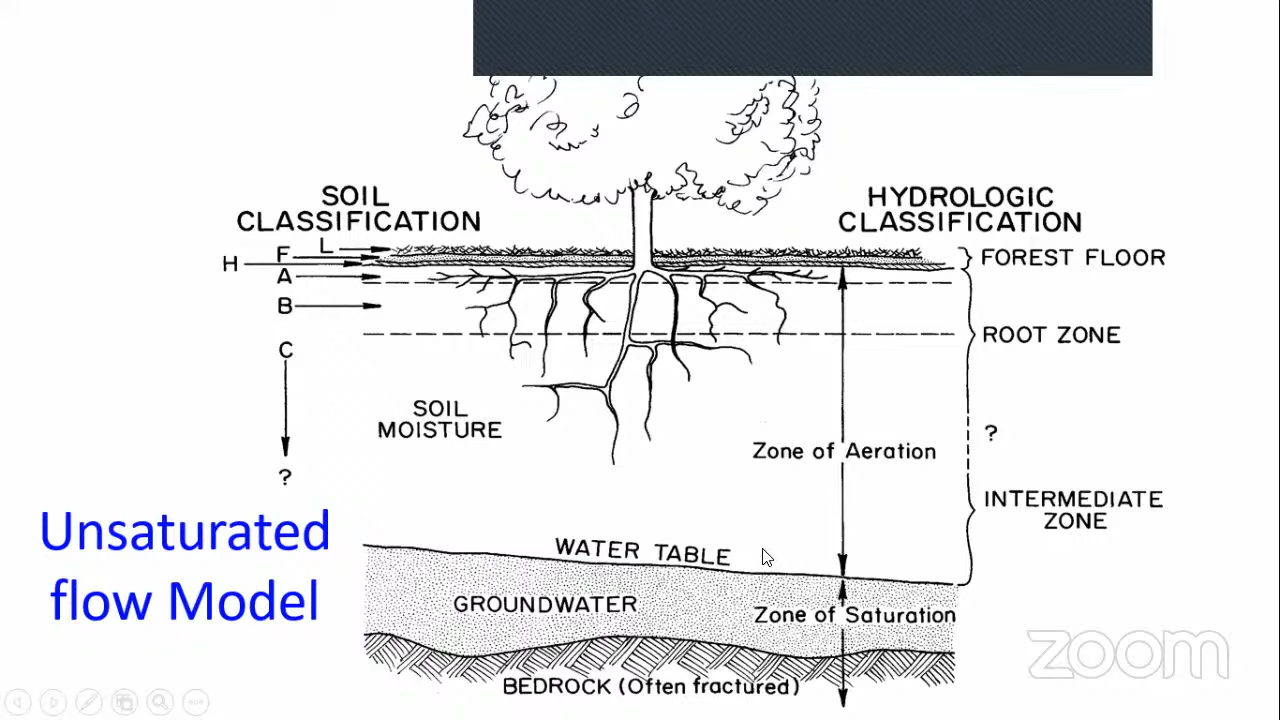 SOIL
CLASSIFICATION
HYDROLOGIC
CLASSIFICATION
L
F
H
A
B
C
?
FOREST FLOOR
ROOT ZONE
?
INTERMEDIATE
ZONE
SOIL
MOISTURE
Zone of Aeration
Unsaturated
flow Model
WATER TABLE
GROUNDWATER
Zone of Saturation
BEDROCK (Often fractured)
zoom